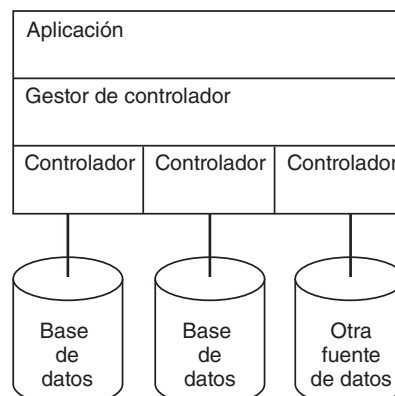 Aplicación
Gestor de controlador
Controlador Controlador Controlador
Base Base Otra
de de fuente
datos datos de datos